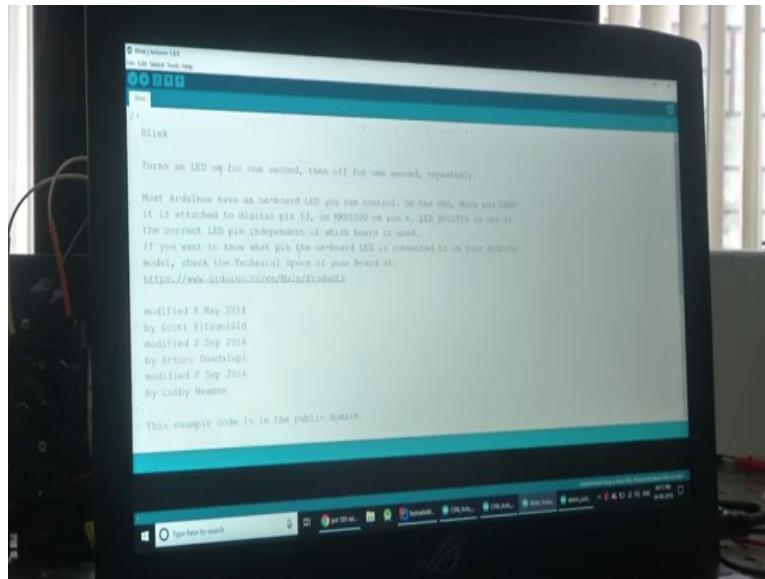 Blink | Arduino 1.8.9
File Edit Sketch Tools Help
Blink
/*
Blink
Turns an LED on for one second, then off for one second, repeatedly.
Most Arduinos have an on-board LED you can control. On the UNO, MEGA and ZERO
it is attached to digital pin 13, on MKR1000 on pin 6. LED_BUILTIN is set to
the correct LED pin independent of which board is used.
If you want to know what pin the on-board LED is connected to on your Arduino
model, check the Technical Specs of your board at:
https://www.arduino.cc/en/Main/Products
modified 8 May 2014
by Scott Fitzgerald
modified 2 Sep 2016
by Arturo Guadalupi
modified 8 Sep 2016
by Colby Newman
This example code is in the public domain.
Type here to search
Blink | Ardu...
ENG